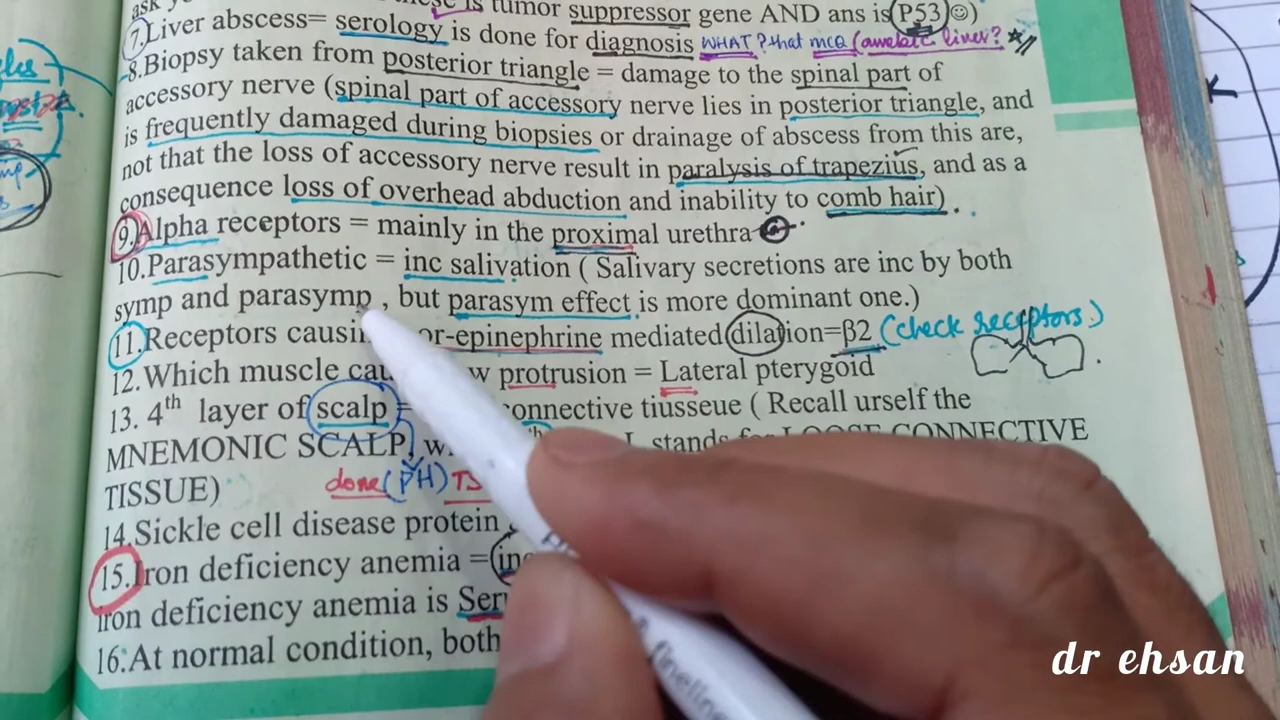 is tumor suppressor gene AND ans is (P53 ☺)
7.Liver abscess= serology is done for diagnosis WHAT? that mcq (amebic liver?
8.Biopsy taken from posterior triangle = damage to the spinal part of
accessory nerve (spinal part of accessory nerve lies in posterior triangle, and
is frequently damaged during biopsies or drainage of abscess from this are,
not that the loss of accessory nerve result in paralysis of trapezius, and as a
consequence loss of overhead abduction and inability to comb hair).
9.Alpha receptors = mainly in the proximal urethra
10.Parasympathetic = inc salivation ( Salivary secretions are inc by both
symp and parasymp , but parasym effect is more dominant one.)
11.Receptors causin or-epinephrine mediated dilation=β2 (check receptors)
12.Which muscle cau w protrusion = Lateral pterygoid
13. 4th layer of scalp = onnective tiusseue ( Recall urself the
MNEMONIC SCALP, L stands for LOOSE CONNECTIVE
TISSUE)
done (PH) TS
14.Sickle cell disease protein
15.Iron deficiency anemia = in
iron deficiency anemia is Ser
16.At normal condition, both
dr ehsan